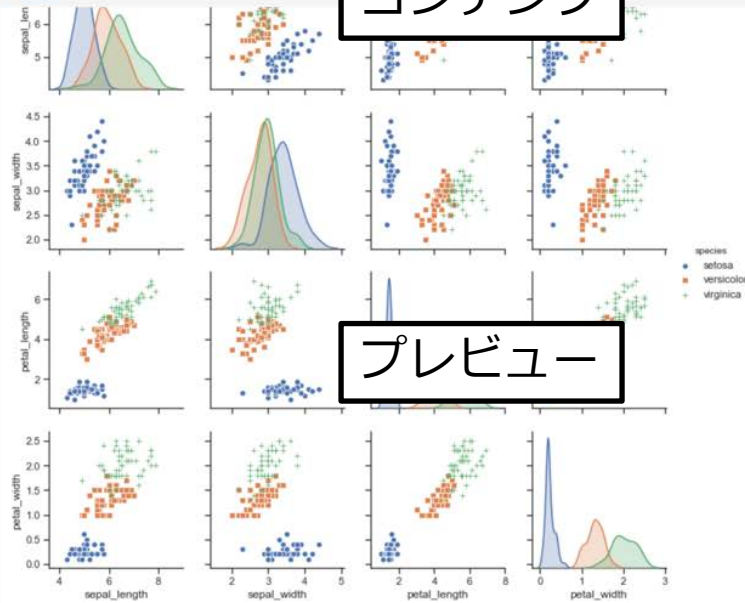 コンテンツ
sepal_len
6
5
4.5
4.0
3.5
3.0
2.5
2.0
sepal_width
species
setosa
versicolor
virginica
6
4
2
petal_length
プレビュー
2.5
2.0
1.5
1.0
0.5
0.0
petal_width
4 6 8 2 3 4 5 2 4 6 8 0 1 2 3
sepal_length sepal_width petal_length petal_width